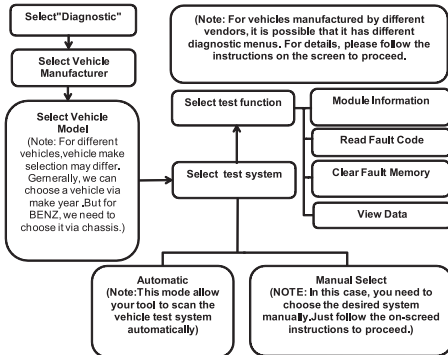 Select"Diagnostic"
Select Vehicle
Manufacturer
Select Vehicle
Model
(Note: For different
vehicles,vehicle make
selection may differ.
Gernerally, we can
choose a vehicle via
make year .But for
BENZ, we need to
choose it via chassis.)
(Note: For vehicles manufactured by different
vendors, it is possible that it has different
diagnostic menus. For details, please follow the
instructions on the screen to proceed.
Select test function
Module Information
Read Fault Code
Clear Fault Memory
View Data
Select test system
Automatic
(Note:This mode allow
your tool to scan the
vehicle test system
automatically)
Manual Select
(NOTE: In this case, you need to
choose the desired system
manually.Just follow the on-screed
instructions to proceed.)